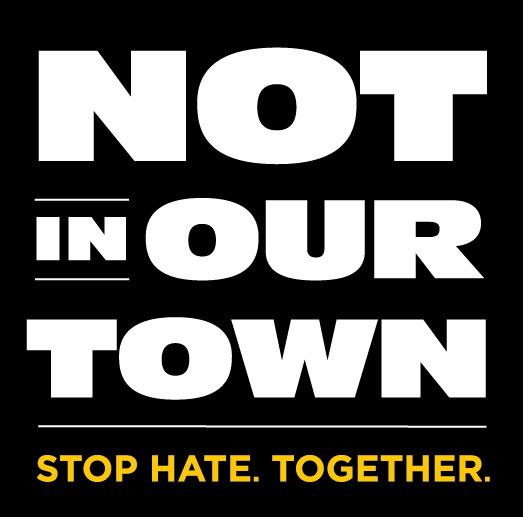 NOT
IN OUR
TOWN
STOP HATE. TOGETHER.